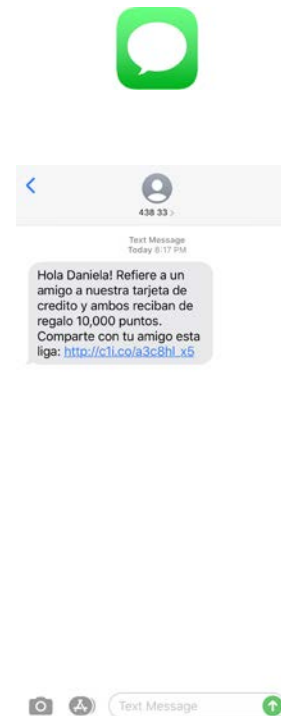 438 33 >
Text Message
Today 6:17 PM
Hola Daniela! Refiere a un
amigo a nuestra tarjeta de
credito y ambos reciban de
regalo 10,000 puntos.
Comparte con tu amigo esta
liga: http://c1i.co/a3c8hl_x5
Text Message